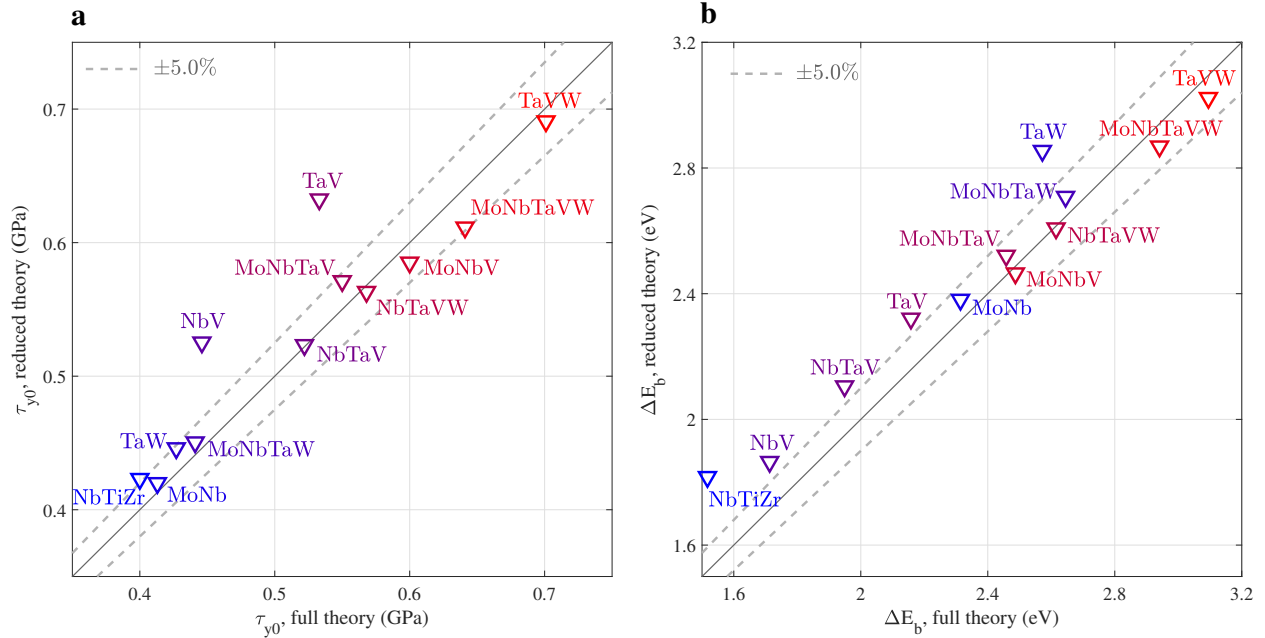 a
±5.0%
0.7
0.6
0.5
0.4
τy0, reduced theory (GPa)
TaVW
TaV
MoNbTaVW
MoNbTaV
MoNbV
NbTaVW
NbV
NbTaV
TaW
MoNbTaW
NbTiZr
MoNb
0.4 0.5 0.6 0.7
τy0, full theory (GPa)
b
±5.0%
3.2
2.8
2.4
2
1.6
ΔEb, reduced theory (eV)
TaVW
TaW
MoNbTaVW
MoNbTaW
MoNbTaV
NbTaVW
MoNbV
TaV
MoNb
NbTaV
NbV
NbTiZr
1.6 2 2.4 2.8 3.2
ΔEb, full theory (eV)